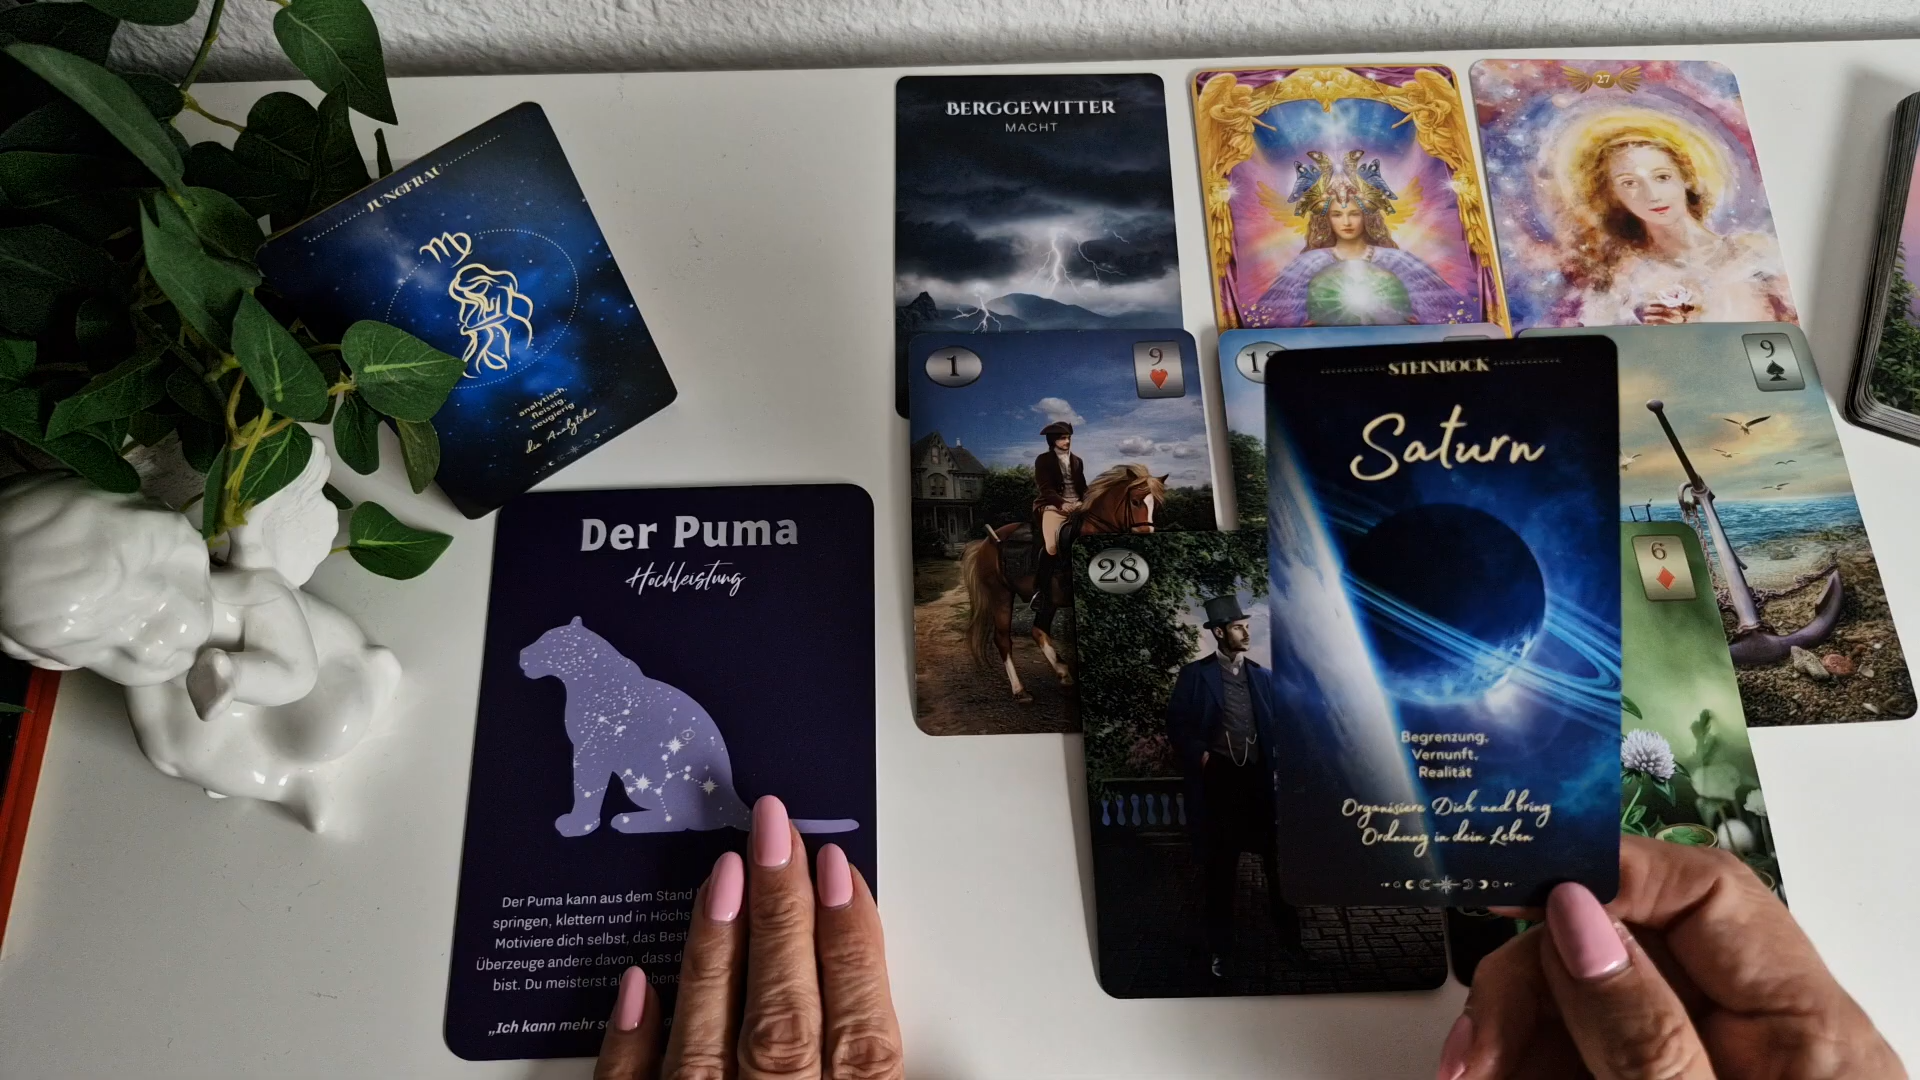 JUNGFRAU
analytisch,
fleissig,
neugierig
die Analytiker
BERGGEWITTER
MACHT
27
1
9
9
28
6
STEINBOCK
Saturn
Begrenzung,
Vernunft,
Realität
Organisiere Dich und bring
Ordnung in dein Leben
Der Puma
Hochleistung
Der Puma kann aus dem Stand
springen, klettern und in Höchs
Motiviere dich selbst, das Best
Überzeuge andere davon, dass d
bist. Du meisterst al
„Ich kann mehr